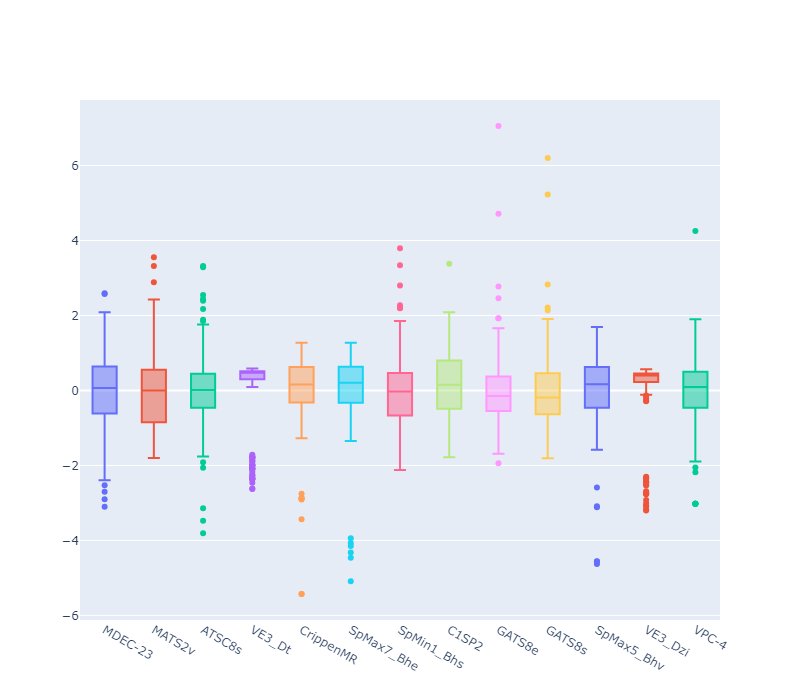 6
4
2
0
−2
−4
−6
MDEC-23
MATS2v
ATSC8s
VE3_Dt
CrippenMR
SpMax7_Bhe
SpMin1_Bhs
C1SP2
GATS8e
GATS8s
SpMax5_Bhv
VE3_Dzi
VPC-4